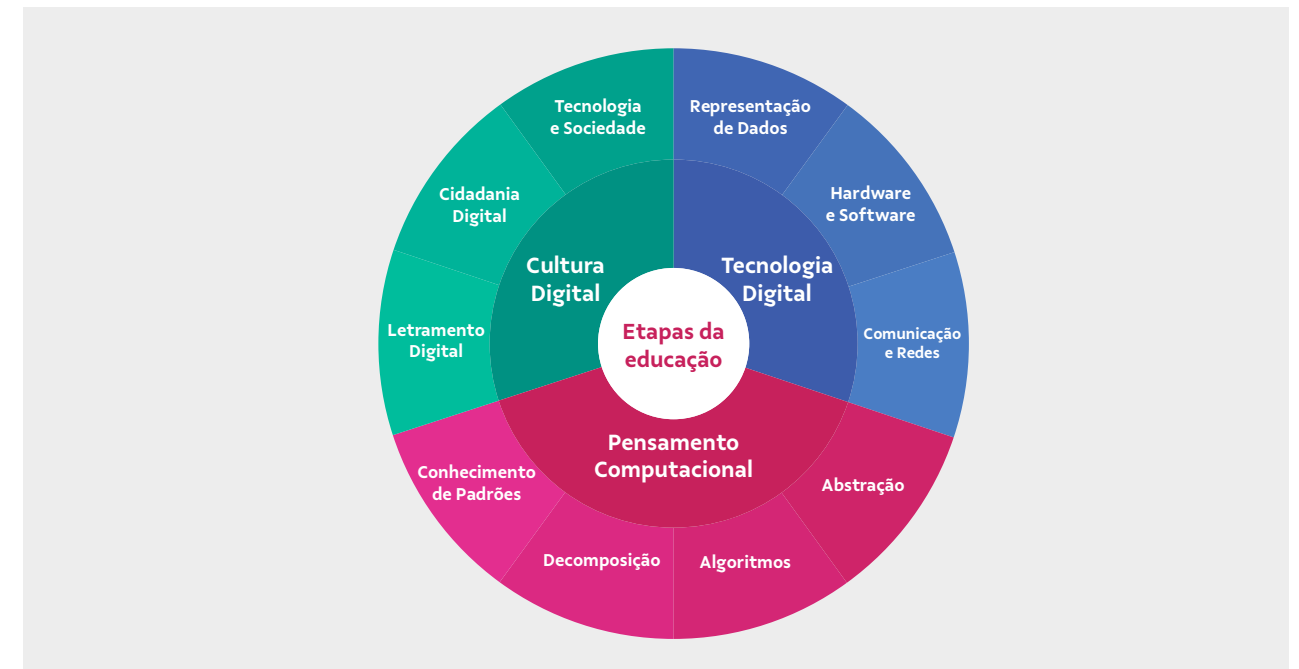 Tecnologia
e Sociedade
Representação
de Dados
Cidadania
Digital
Hardware
e Software
Cultura
Digital
Tecnologia
Digital
Letramento
Digital
Etapas da
educação
Comunicação
e Redes
Pensamento
Computacional
Conhecimento
de Padrões
Abstração
Decomposição
Algoritmos